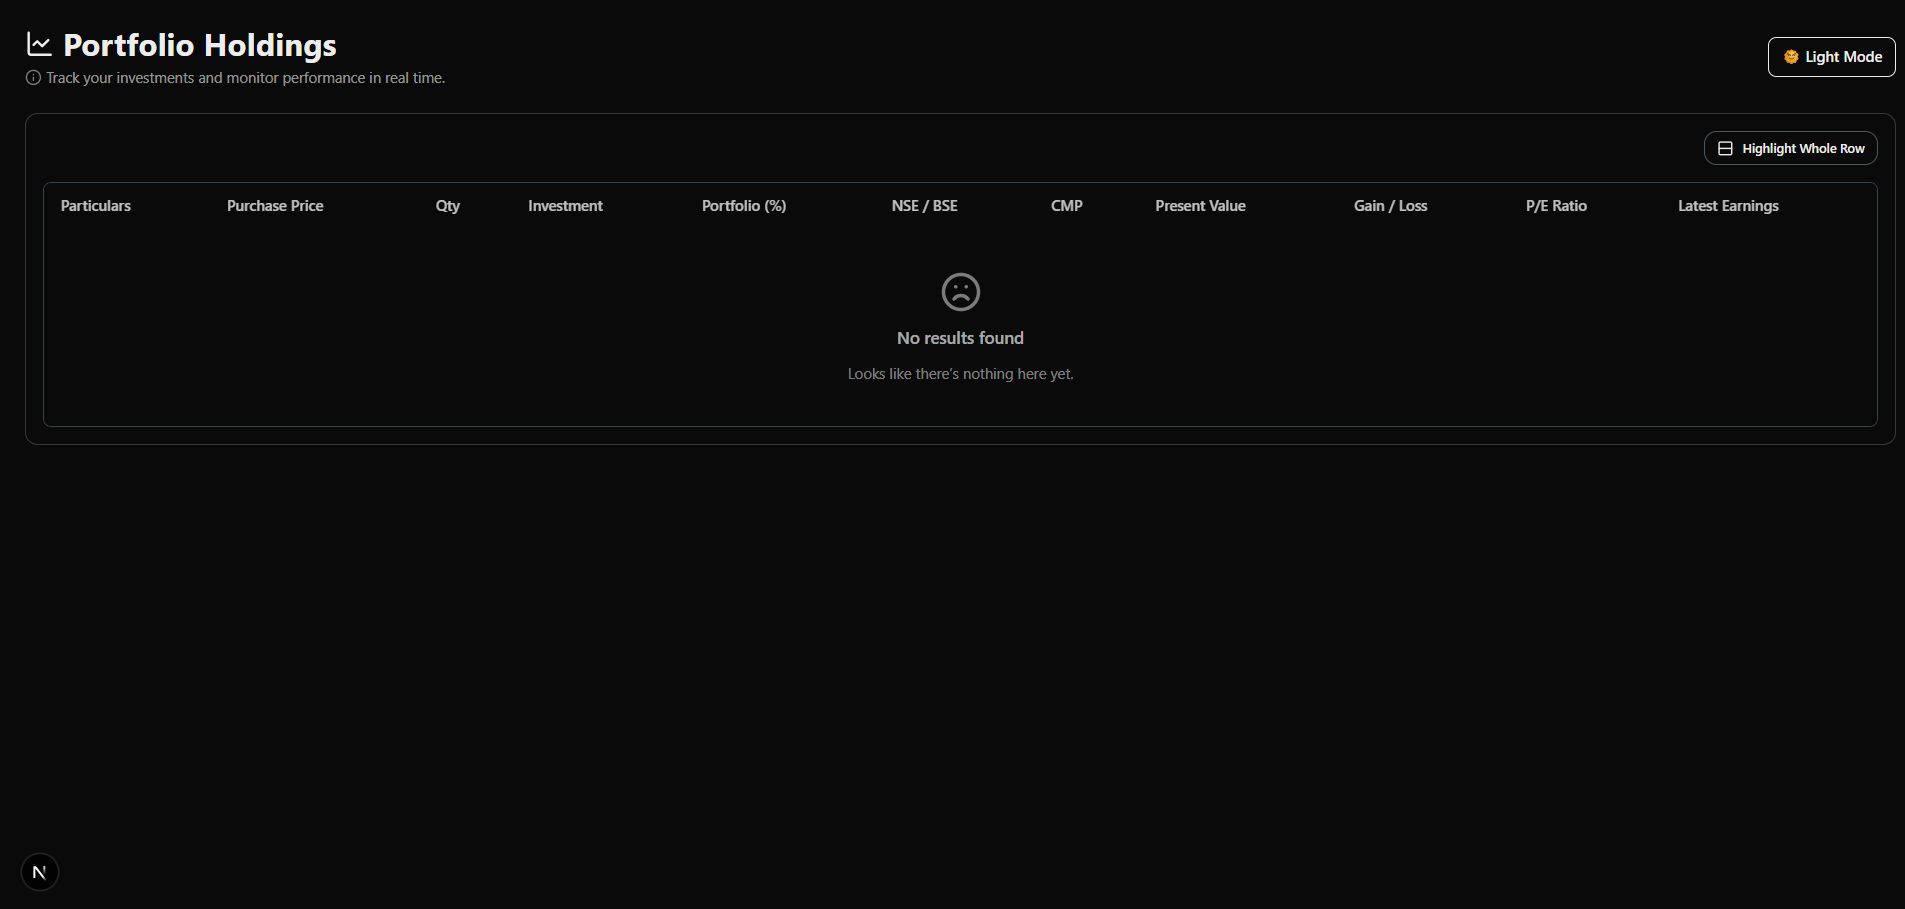 Portfolio Holdings
Track your investments and monitor performance in real time.
Light Mode
Highlight Whole Row
Particulars Purchase Price Qty Investment Portfolio (%) NSE / BSE CMP Present Value Gain / Loss P/E Ratio Latest Earnings
No results found
Looks like there's nothing here yet.
N